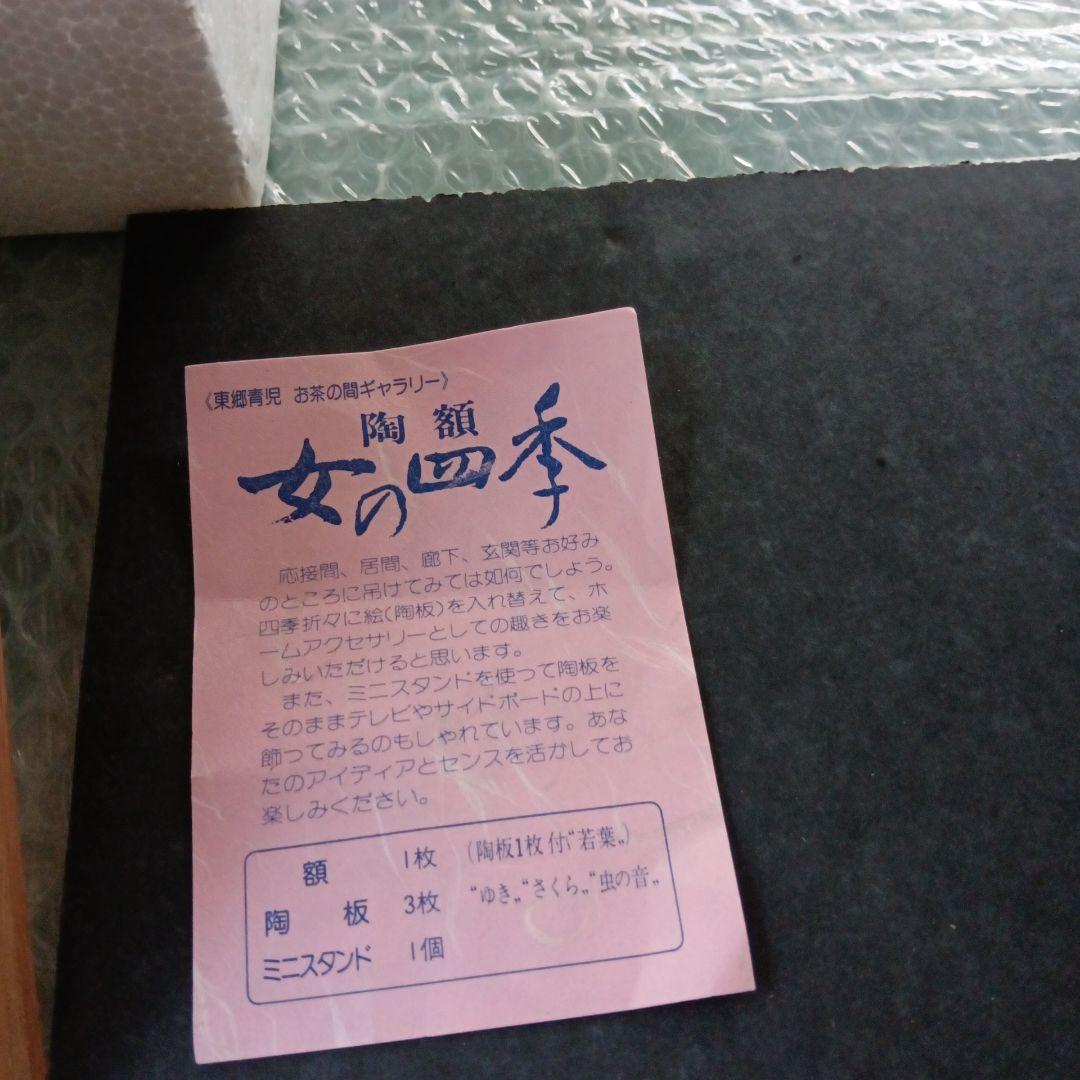 《東郷青児 お茶の間ギャラリー》
陶額
女の四季
応接間、居間、廊下、玄関等お好み
のところに吊けてみては如何でしょう。
四季折々に絵(陶板)を入れ替えて、ホ
ームアクセサリーとしての趣きをお楽
しみいただけると思います。
また、ミニスタンドを使って陶板を
そのままテレビやサイドボードの上に
飾ってみるのもしゃれています。あな
たのアイディアとセンスを活かしてお
楽しみください。
額 1枚 (陶板1枚付〝若葉〟)
陶板 3枚 〝ゆき〟〝さくら〟〝虫の音〟
ミニスタンド 1個